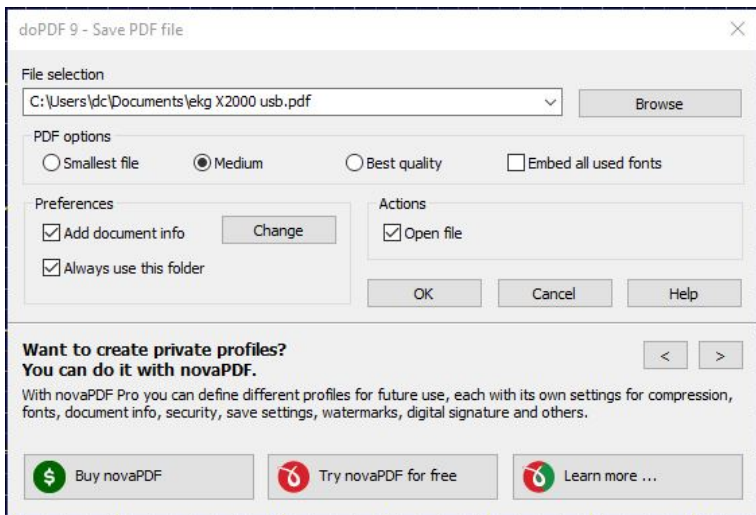 doPDF 9 - Save PDF file
File selection
C:\Users\dc\Documents\ekg X2000 usb.pdf
Browse
PDF options
Smallest file
Medium
Best quality
Embed all used fonts
Preferences
Add document info
Change
Always use this folder
Actions
Open file
OK
Cancel
Help
Want to create private profiles?
You can do it with novaPDF.
<
>
With novaPDF Pro you can define different profiles for future use, each with its own settings for compression,
fonts, document info, security, save settings, watermarks, digital signature and others.
$
Buy novaPDF
Try novaPDF for free
Learn more ...